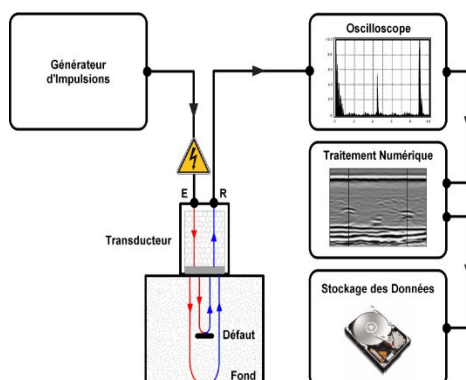 Générateur
d'Impulsions
Oscilloscope
Traitement Numérique
E R
Transducteur
Stockage des Données
Défaut
Fond